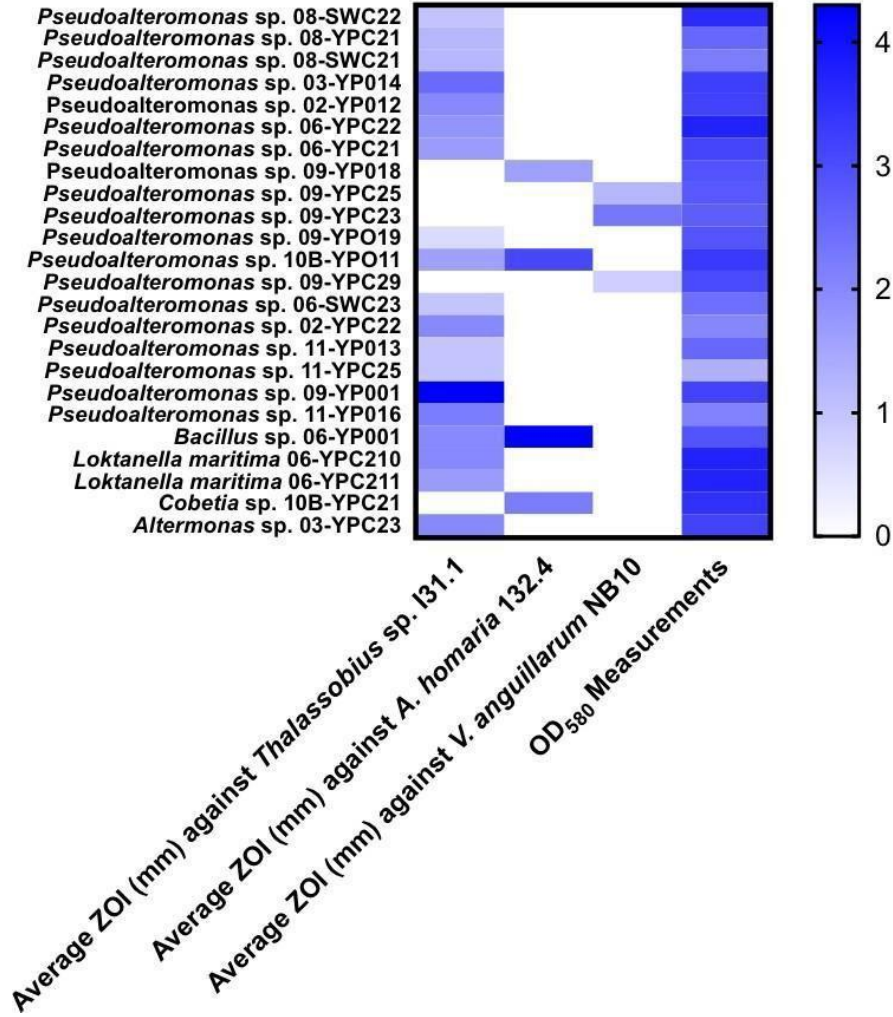 Pseudoalteromonas sp. 08-SWC22
Pseudoalteromonas sp. 08-YPC21
Pseudoalteromonas sp. 08-SWC21
Pseudoalteromonas sp. 03-YP014
Pseudoalteromonas sp. 02-YP012
Pseudoalteromonas sp. 06-YPC22
Pseudoalteromonas sp. 06-YPC21
Pseudoalteromonas sp. 09-YP018
Pseudoalteromonas sp. 09-YPC25
Pseudoalteromonas sp. 09-YPC23
Pseudoalteromonas sp. 09-YPO19
Pseudoalteromonas sp. 10B-YPO11
Pseudoalteromonas sp. 09-YPC29
Pseudoalteromonas sp. 06-SWC23
Pseudoalteromonas sp. 02-YPC22
Pseudoalteromonas sp. 11-YP013
Pseudoalteromonas sp. 11-YPC25
Pseudoalteromonas sp. 09-YP001
Pseudoalteromonas sp. 11-YP016
Bacillus sp. 06-YP001
Loktanella maritima 06-YPC210
Loktanella maritima 06-YPC211
Cobetia sp. 10B-YPC21
Altermonas sp. 03-YPC23
4
3
2
1
0
Average ZOI (mm) against Thalassobius sp. I31.1
Average ZOI (mm) against A. homaria 132.4
Average ZOI (mm) against V. anguillarum NB10
OD580 Measurements